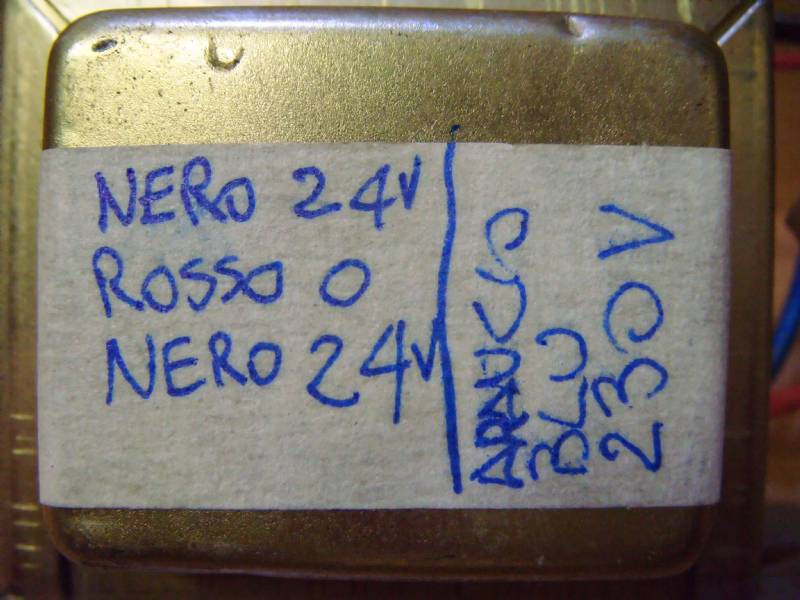 NERO 24V
ROSSO 0
NERO 24V
ARANCIO
BLU
230V